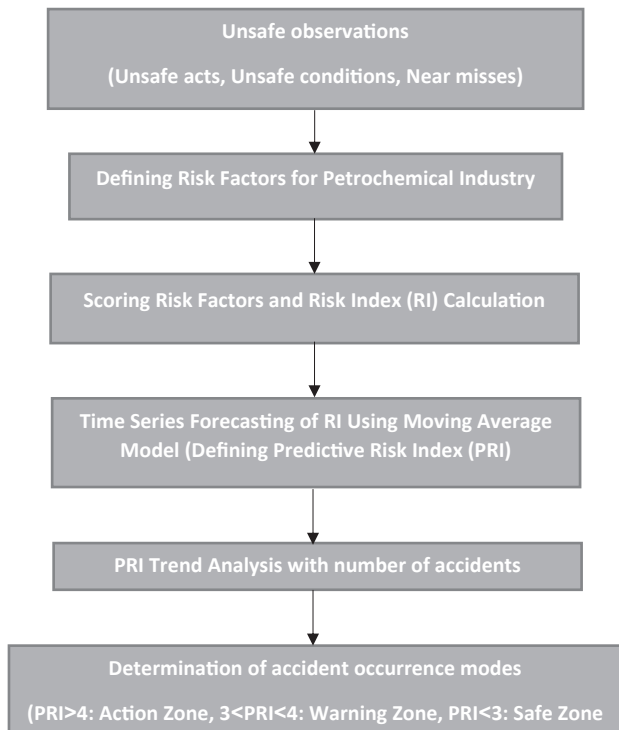 Unsafe observations
(Unsafe acts, Unsafe conditions, Near misses)
Defining Risk Factors for Petrochemical Industry
Scoring Risk Factors and Risk Index (RI) Calculation
Time Series Forecasting of RI Using Moving Average
Model (Defining Predictive Risk Index (PRI)
PRI Trend Analysis with number of accidents
Determination of accident occurrence modes
(PRI>4: Action Zone, 3<PRI<4: Warning Zone, PRI<3: Safe Zone